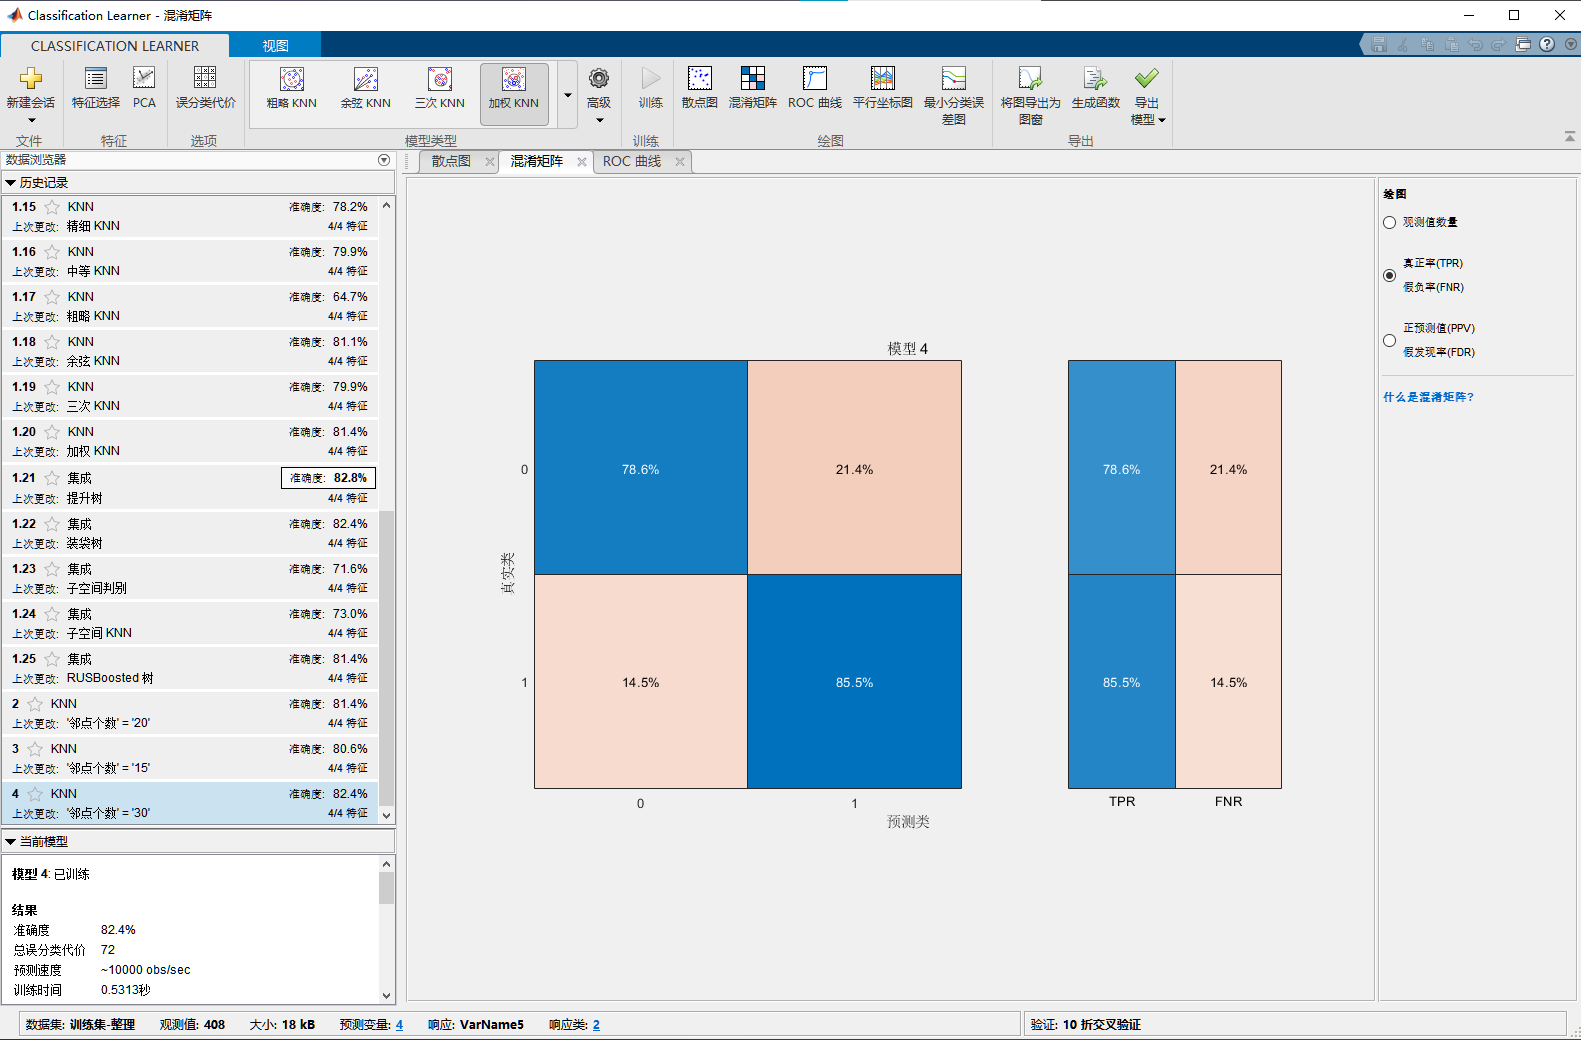 Classification Learner - 混淆矩阵
CLASSIFICATION LEARNER
视图
新建会话
特征选择
PCA
误分类代价
粗略 KNN
余弦 KNN
三次 KNN
加权 KNN
高级
训练
散点图
混淆矩阵
ROC 曲线
平行坐标图
最小分类误
差图
将图导出为
图窗
生成函数
导出
模型
文件
特征
选项
模型类型
训练
绘图
导出
数据浏览器
历史记录
1.15 KNN 准确度: 78.2%
上次更改: 精细 KNN 4/4 特征
1.16 KNN 准确度: 79.9%
上次更改: 中等 KNN 4/4 特征
1.17 KNN 准确度: 64.7%
上次更改: 粗略 KNN 4/4 特征
1.18 KNN 准确度: 81.1%
上次更改: 余弦 KNN 4/4 特征
1.19 KNN 准确度: 79.9%
上次更改: 三次 KNN 4/4 特征
1.20 KNN 准确度: 81.4%
上次更改: 加权 KNN 4/4 特征
1.21 集成 准确度: 82.8%
上次更改: 提升树 4/4 特征
1.22 集成 准确度: 82.4%
上次更改: 装袋树 4/4 特征
1.23 集成 准确度: 71.6%
上次更改: 子空间判别 4/4 特征
1.24 集成 准确度: 73.0%
上次更改: 子空间 KNN 4/4 特征
1.25 集成 准确度: 81.4%
上次更改: RUSBoosted 树 4/4 特征
2 KNN 准确度: 81.4%
上次更改: '邻点个数' = '20' 4/4 特征
3 KNN 准确度: 80.6%
上次更改: '邻点个数' = '15' 4/4 特征
4 KNN 准确度: 82.4%
上次更改: '邻点个数' = '30' 4/4 特征
当前模型
模型 4: 已训练
结果
准确度 82.4%
总误分类代价 72
预测速度 ~10000 obs/sec
训练时间 0.5313秒
散点图
混淆矩阵
ROC 曲线
模型 4
真实类
0
78.6%
21.4%
78.6%
21.4%
1
14.5%
85.5%
85.5%
14.5%
0
1
TPR
FNR
预测类
绘图
观测值数量
真正率(TPR)
假负率(FNR)
正预测值(PPV)
假发现率(FDR)
什么是混淆矩阵?
数据集: 训练集-整理 观测值: 408 大小: 18 kB 预测变量: 4 响应: VarName5 响应类: 2
验证: 10 折交叉验证